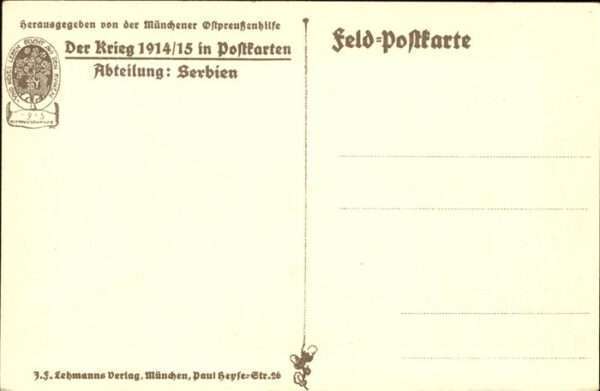 Herausgegeben von der Münchener Ostpreußenhilfe
Der Krieg 1914/15 in Postkarten
Abteilung: Serbien
Feld-Postkarte
J. F. Lehmanns Verlag, München, Paul Heyse-Str. 26